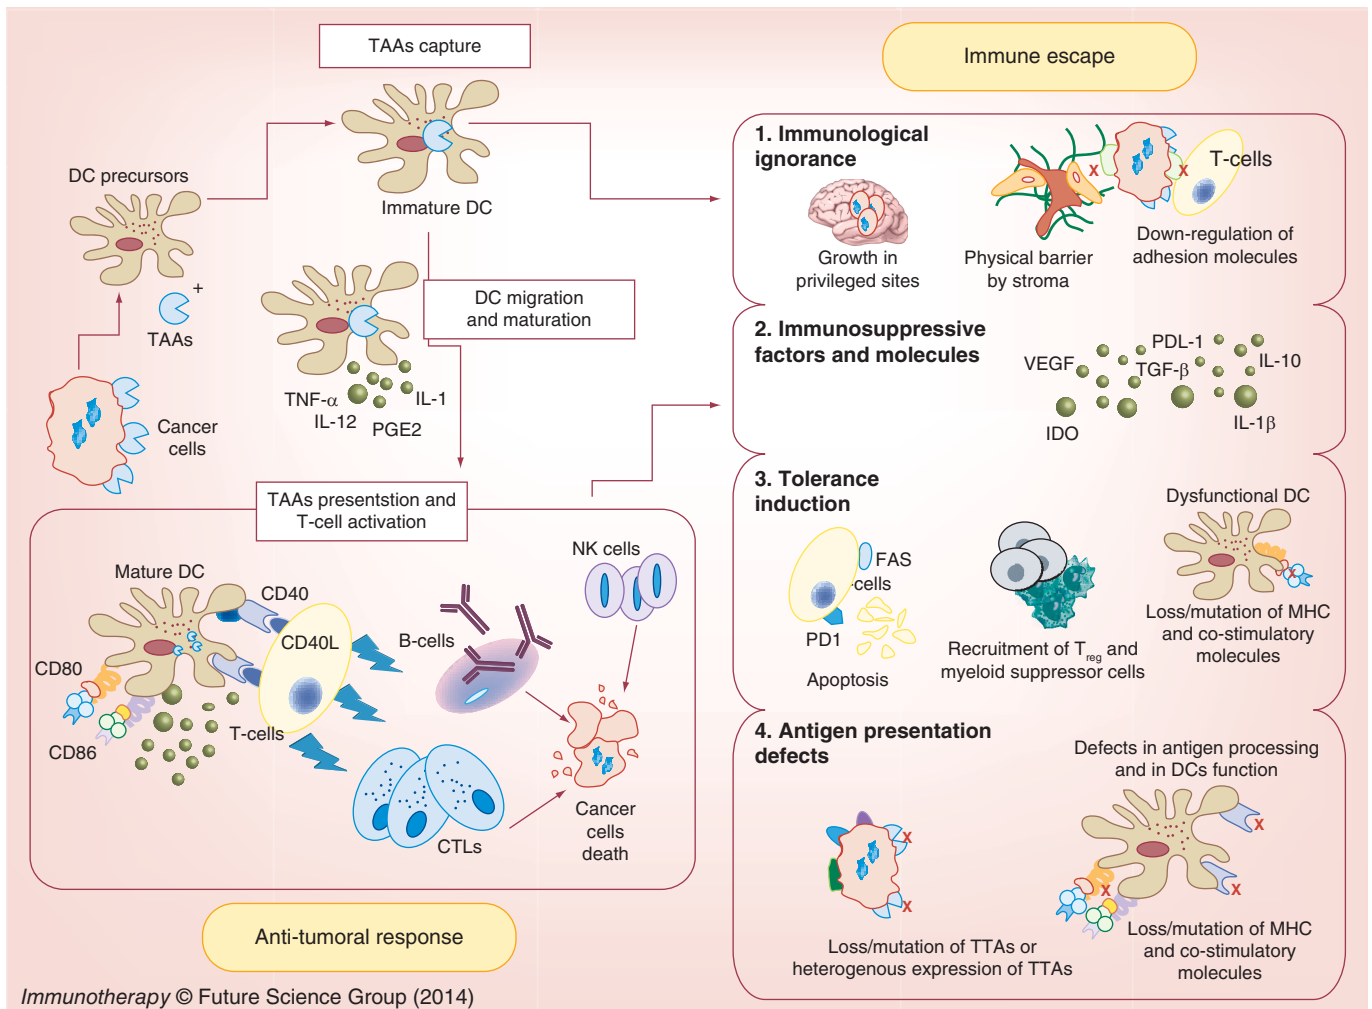 TAAs capture
Immune escape
DC precursors
Immature DC
+
TAAs
Cancer
cells
DC migration
and maturation
TNF-α
IL-12
PGE2
IL-1
TAAs presentstion and
T-cell activation
Mature DC
CD40
CD40L
CD80
CD86
T-cells
B-cells
NK cells
CTLs
Cancer
cells
death
Anti-tumoral response
1. Immunological
ignorance
Growth in
privileged sites
Physical barrier
by stroma
X
X
T-cells
Down-regulation of
adhesion molecules
2. Immunosuppressive
factors and molecules
VEGF
PDL-1
TGF-β
IL-10
IDO
IL-1β
3. Tolerance
induction
FAS
-cells
PD1
Apoptosis
Recruitment of Treg and
myeloid suppressor cells
Dysfunctional DC
X
Loss/mutation of MHC
and co-stimulatory
molecules
4. Antigen presentation
defects
X
X
Loss/mutation of TTAs or
heterogenous expression of TTAs
Defects in antigen processing
and in DCs function
X
X
X
Loss/mutation of MHC
and co-stimulatory
molecules
Immunotherapy © Future Science Group (2014)